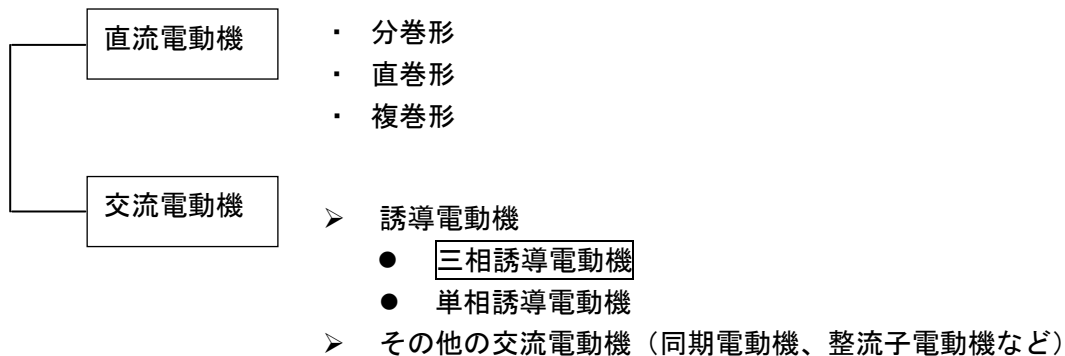 直流電動機
・ 分巻形
・ 直巻形
・ 複巻形
交流電動機
➢ 誘導電動機
● 三相誘導電動機
● 単相誘導電動機
➢ その他の交流電動機（同期電動機、整流子電動機など）